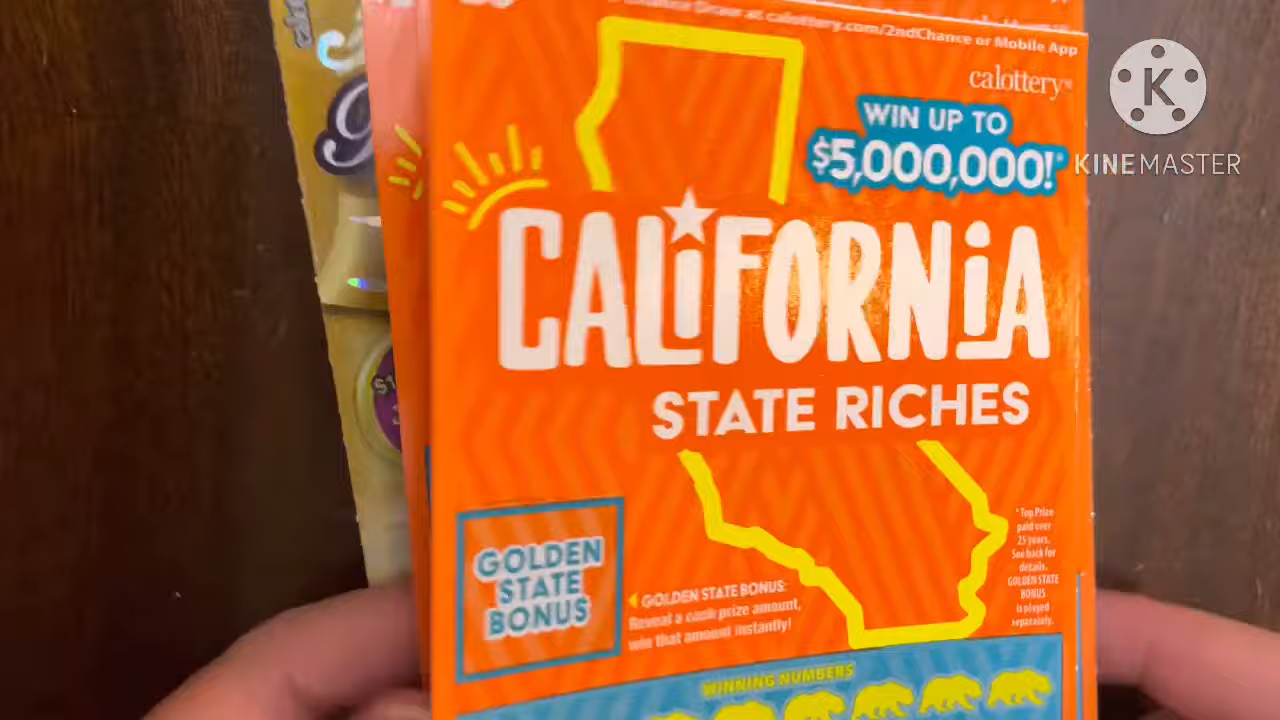 calottery.com/2ndChance or Mobile App
calottery™
WIN UP TO
$5,000,000!*
K
KINEMASTER
CALiFORNiA
STATE RICHES
GOLDEN
STATE
BONUS
GOLDEN STATE BONUS:
Reveal a cash prize amount,
win that amount instantly!
*Top Prize
paid over
25 years.
See back for
details.
GOLDEN STATE
BONUS
is played
separately.
WINNING NUMBERS